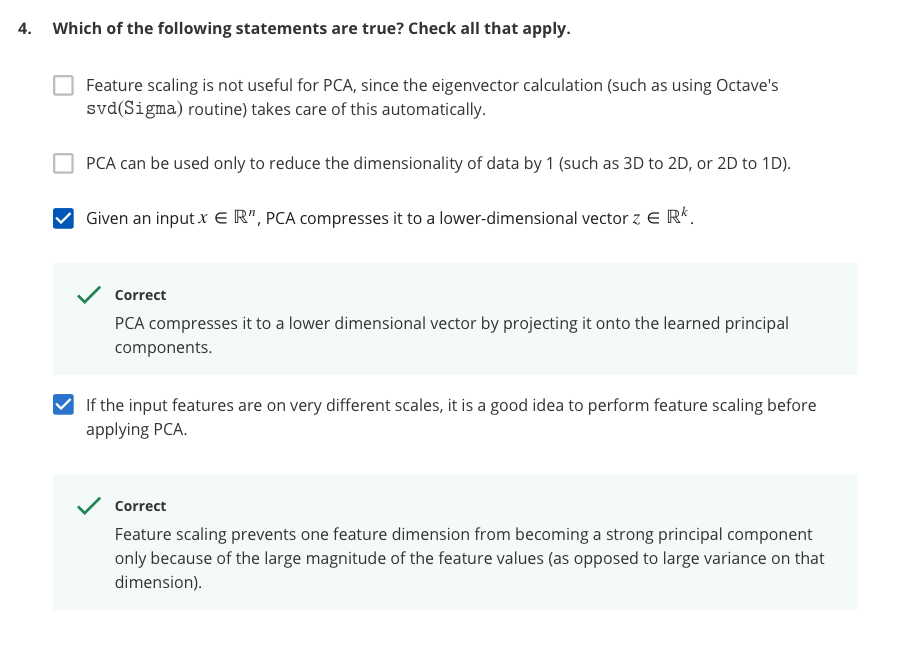 4. Which of the following statements are true? Check all that apply.
Feature scaling is not useful for PCA, since the eigenvector calculation (such as using Octave's
svd(Sigma) routine) takes care of this automatically.
PCA can be used only to reduce the dimensionality of data by 1 (such as 3D to 2D, or 2D to 1D).
Given an input x ∈ ℝⁿ, PCA compresses it to a lower-dimensional vector z ∈ ℝᵏ.
Correct
PCA compresses it to a lower dimensional vector by projecting it onto the learned principal
components.
If the input features are on very different scales, it is a good idea to perform feature scaling before
applying PCA.
Correct
Feature scaling prevents one feature dimension from becoming a strong principal component
only because of the large magnitude of the feature values (as opposed to large variance on that
dimension).